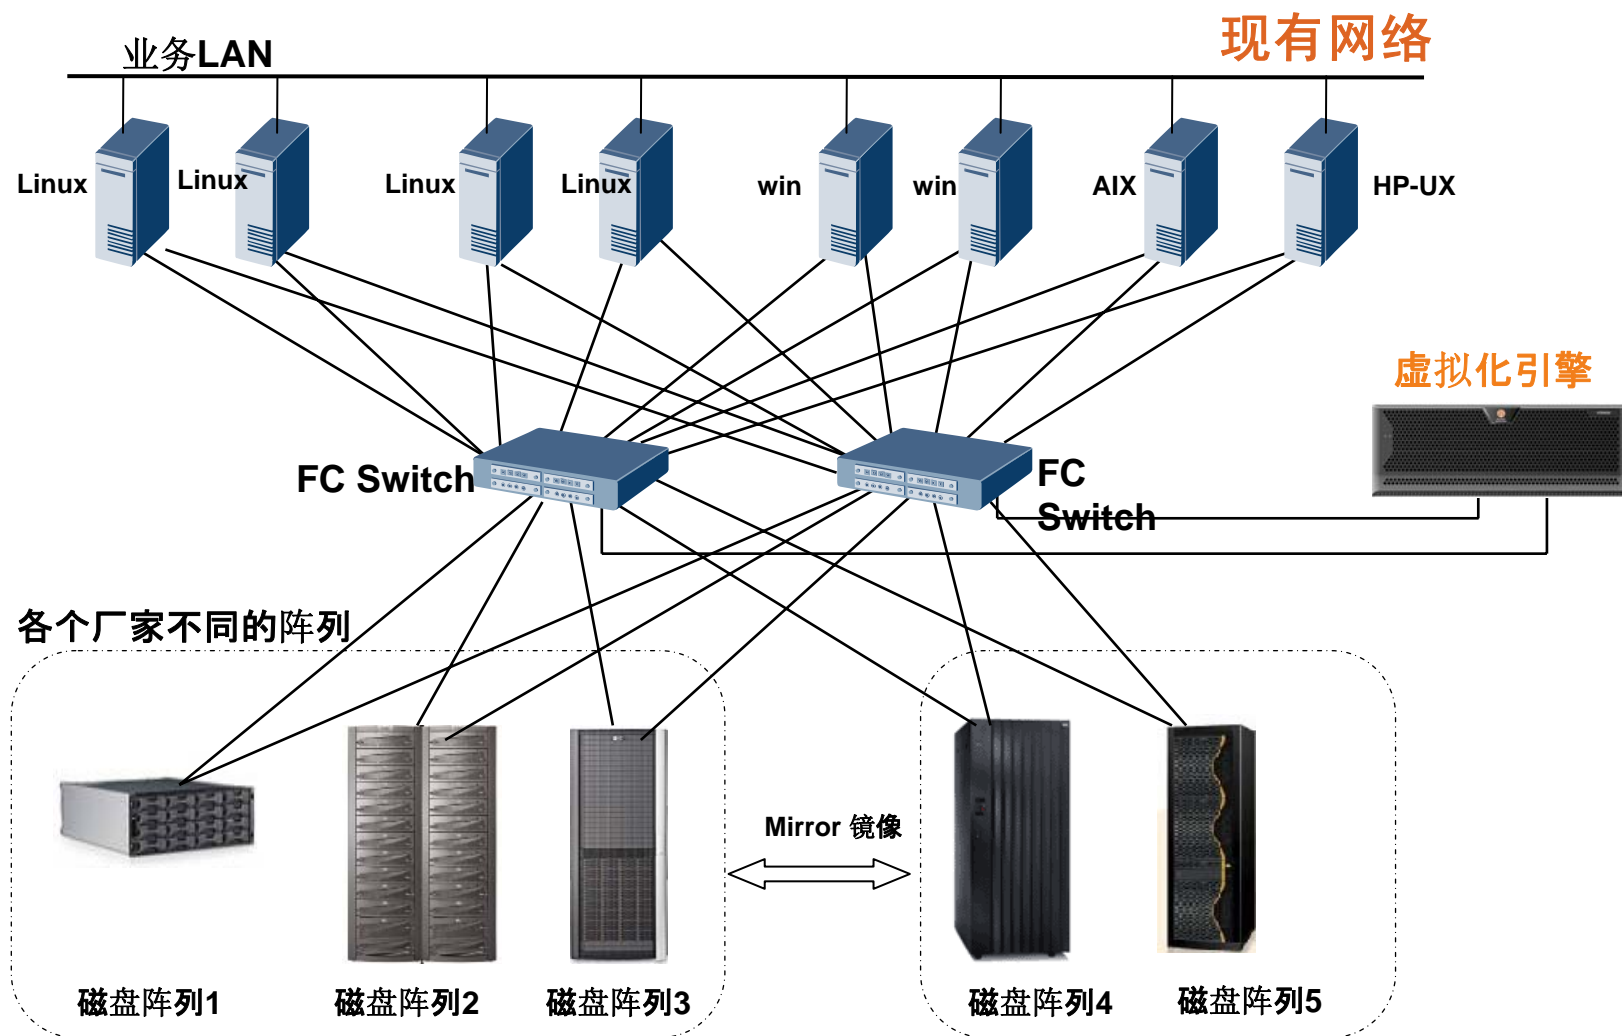 业务LAN
现有网络
Linux
Linux
Linux
Linux
win
win
AIX
HP-UX
虚拟化引擎
FC Switch
FC
Switch
各个厂家不同的阵列
Mirror 镜像
磁盘阵列1
磁盘阵列2
磁盘阵列3
磁盘阵列4
磁盘阵列5